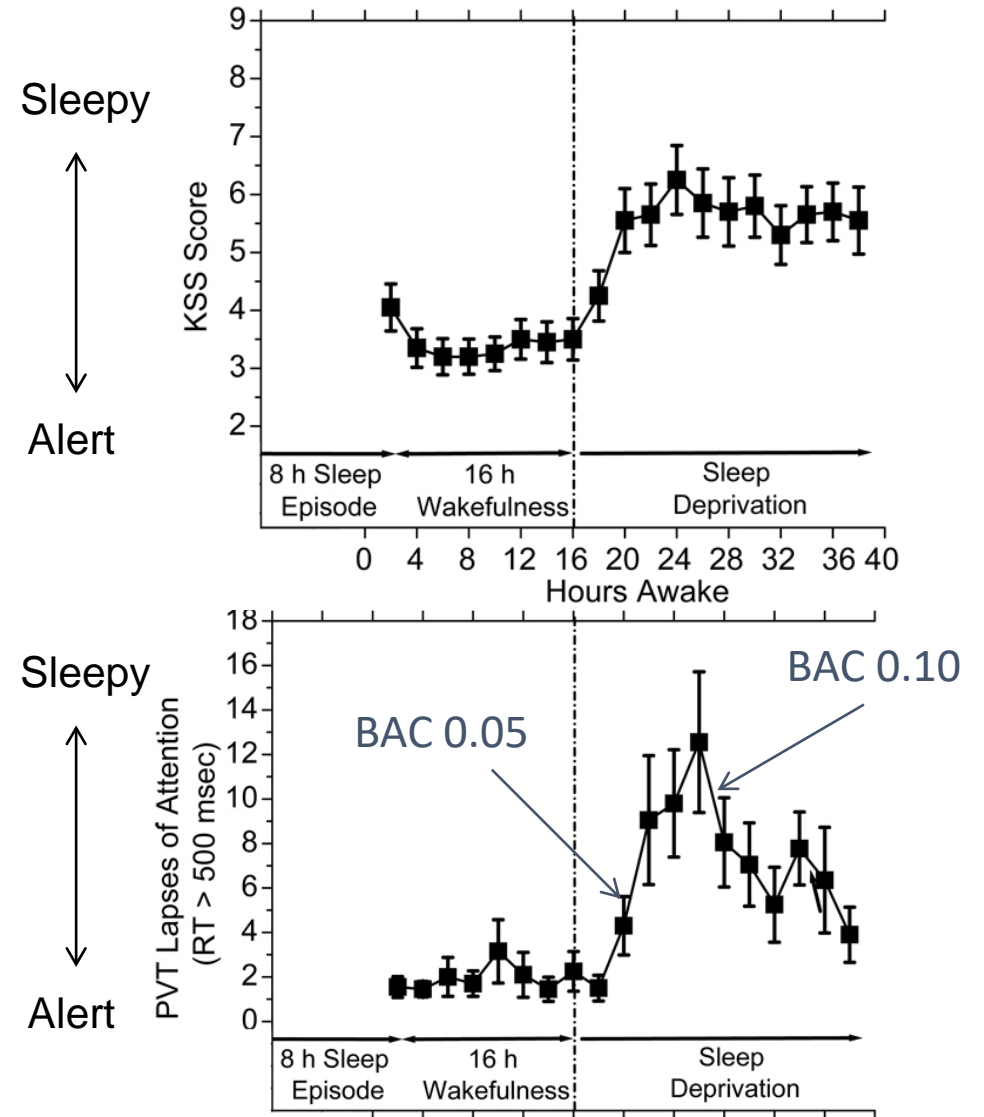 9
8
7
6
5
4
3
2
Sleepy
Alert
KSS Score
8 h Sleep
Episode
16 h
Wakefulness
Sleep
Deprivation
0 4 8 12 16 20 24 28 32 36 40
Hours Awake
18
16
14
12
10
8
6
4
2
0
Sleepy
Alert
PVT Lapses of Attention
(RT > 500 msec)
BAC 0.05
BAC 0.10
8 h Sleep
Episode
16 h
Wakefulness
Sleep
Deprivation